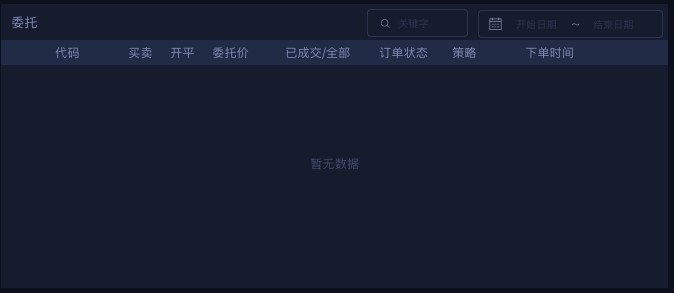 委托 关键字 开始日期 ~ 结束日期
代码 买卖 开平 委托价 已成交/全部 订单状态 策略 下单时间
暂无数据